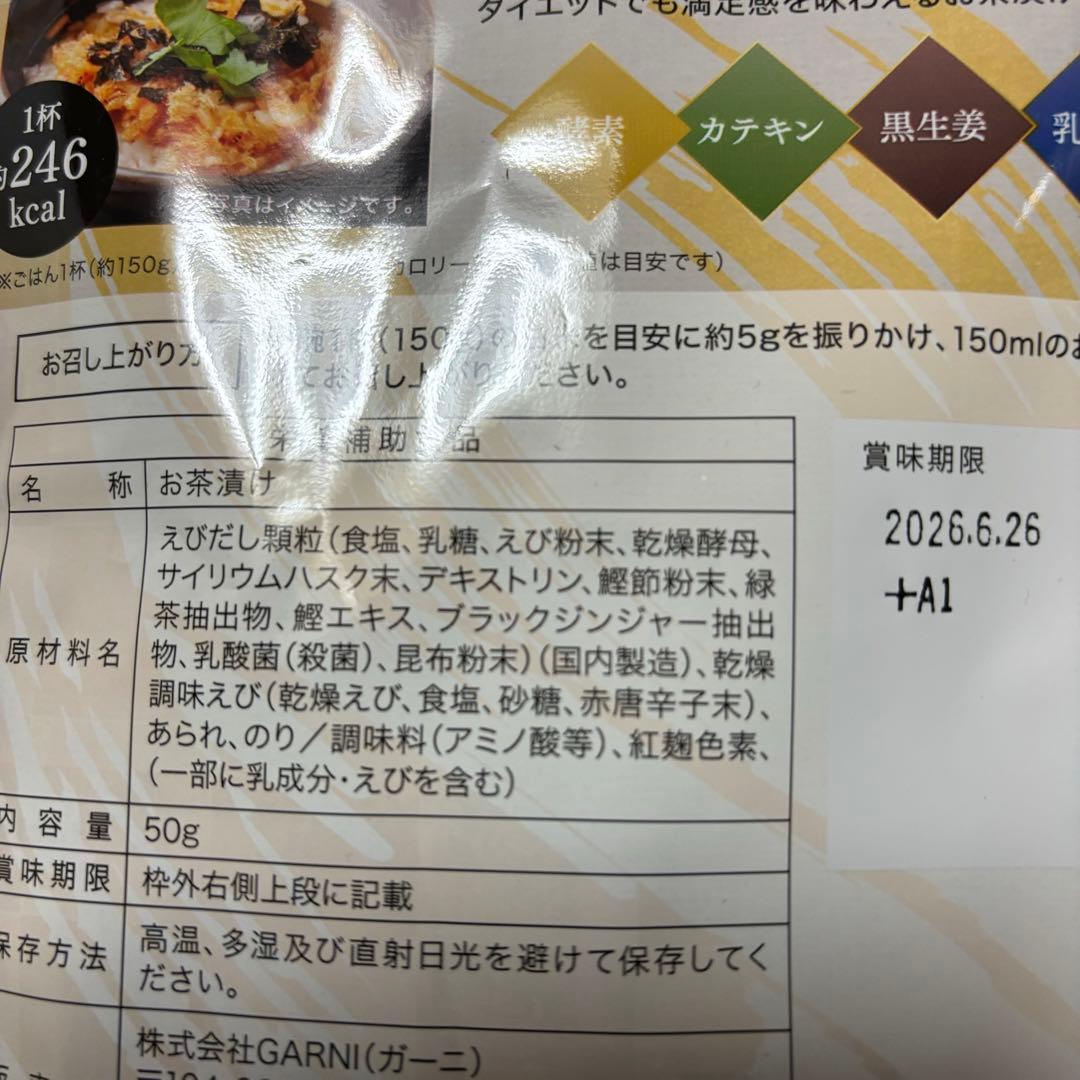 ダイエットでも満足感を味わえるお茶漬け
1杯
約246
kcal
写真はイメージです。
酵素
カテキン
黒生姜
乳
※ごはん1杯(約150g)
カロリー
値は目安です)
お召し上がり方
(150g)の
を目安に約5gを振りかけ、150mlのお
てお召し上がりください。
栄養補助食品
名 称
お茶漬け
原材料名
えびだし顆粒(食塩、乳糖、えび粉末、乾燥酵母、
サイリウムハスク末、デキストリン、鰹節粉末、緑
茶抽出物、鰹エキス、ブラックジンジャー抽出
物、乳酸菌(殺菌)、昆布粉末)(国内製造)、乾燥
調味えび(乾燥えび、食塩、砂糖、赤唐辛子末)、
あられ、のり/調味料(アミノ酸等)、紅麹色素、
(一部に乳成分・えびを含む)
内容量
50g
賞味期限
枠外右側上段に記載
保存方法
高温、多湿及び直射日光を避けて保存してく
ださい。
株式会社GARNI(ガーニ)
賞味期限
2026.6.26
+A1